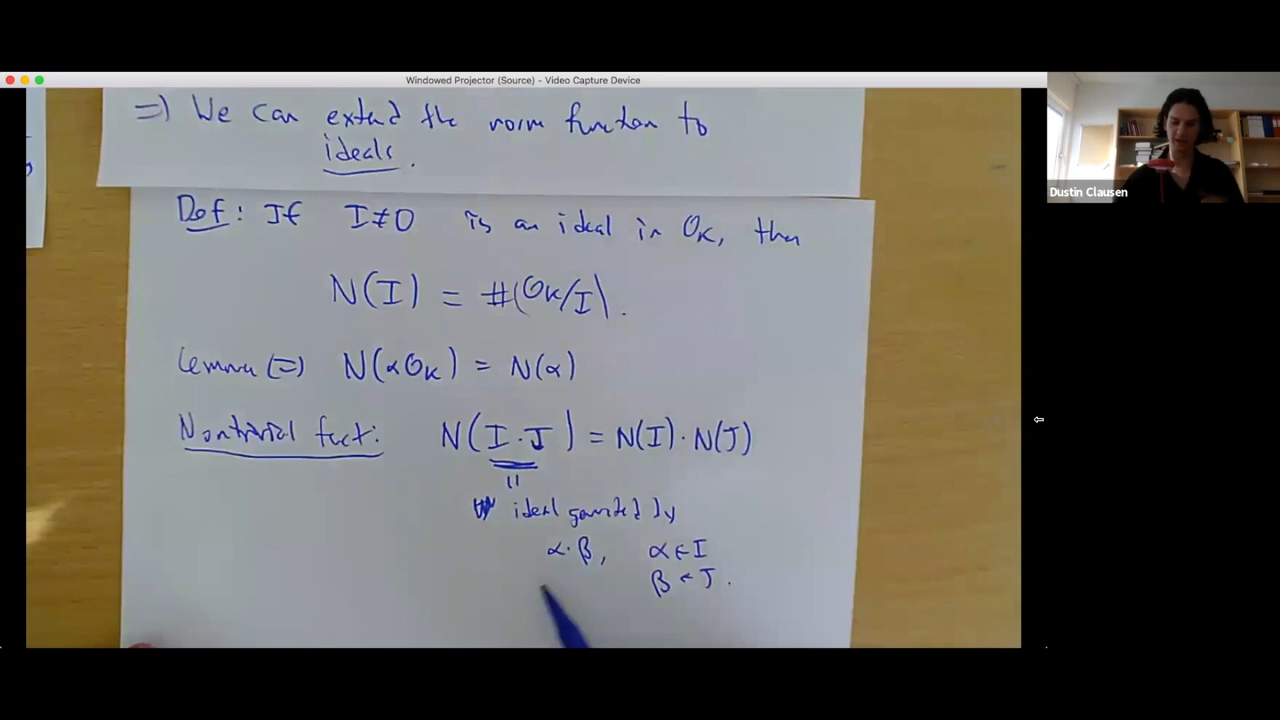 Windowed Projector (Source) - Video Capture Device
Dustin Clausen
=) We can extend the norm function to
ideals.
Def: If I≠0 is an ideal in O_K, then
N(I) = #(O_K/I).
Lemma (=) N(αO_K) = N(α)
Nontrivial fact: N(I·J) = N(I)·N(J)
ideal generated by
α·β, α∈I
β∈J.